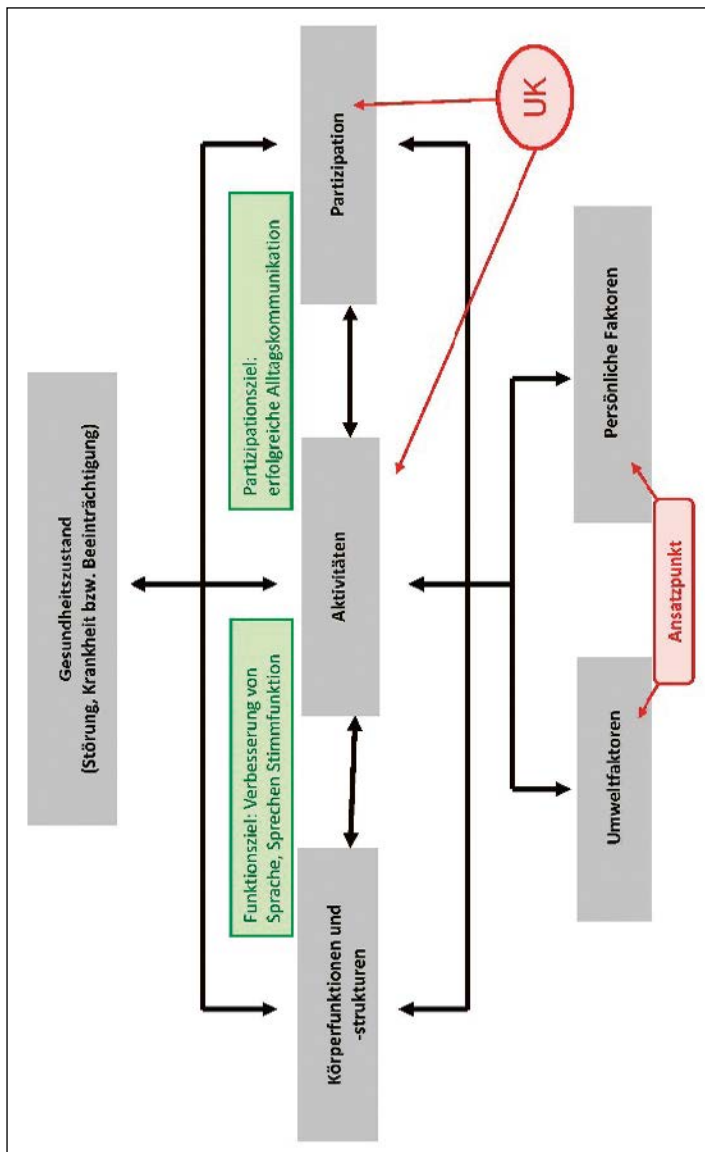 Gesundheitszustand
(Störung, Krankheit bzw. Beeinträchtigung)
Funktionsziel: Verbesserung von
Sprache, Sprechen Stimmfunktion
Partizipationsziel:
erfolgreiche Alltagskommunikation
Körperfunktionen und
-strukturen
Aktivitäten
Partizipation
UK
Umweltfaktoren
Ansatzpunkt
Persönliche Faktoren